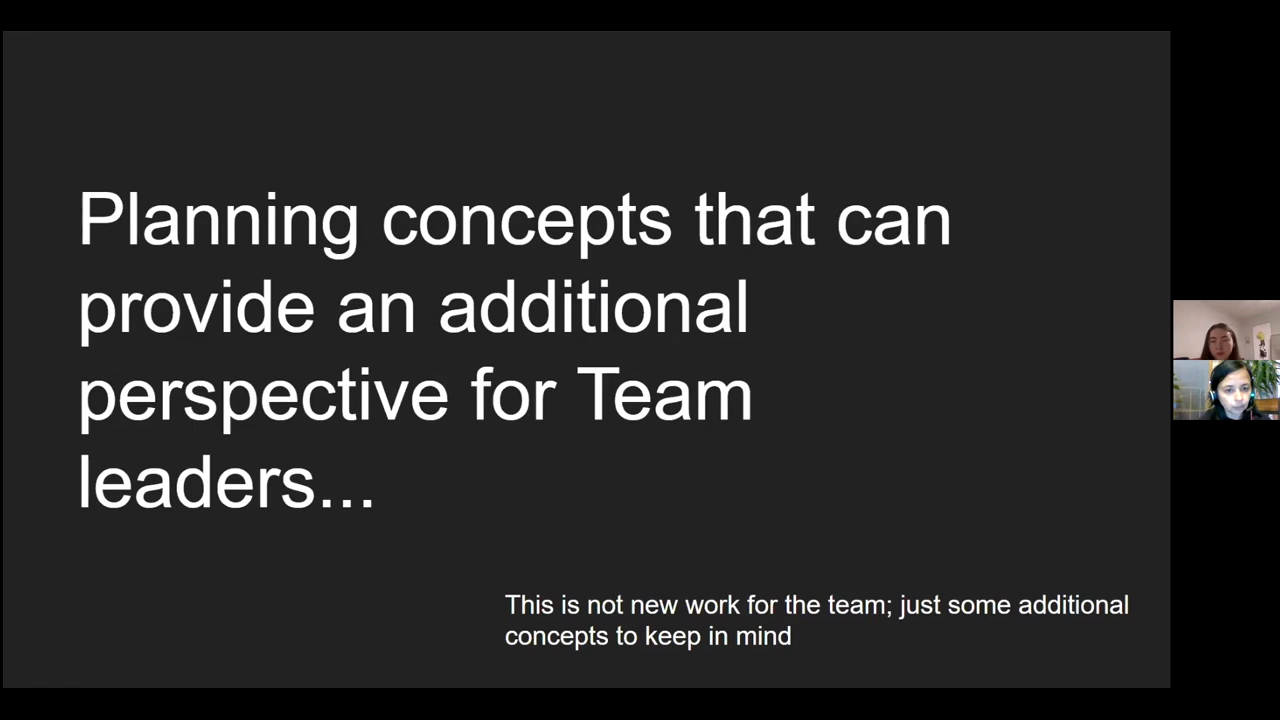 Planning concepts that can
provide an additional
perspective for Team
leaders...
This is not new work for the team; just some additional
concepts to keep in mind